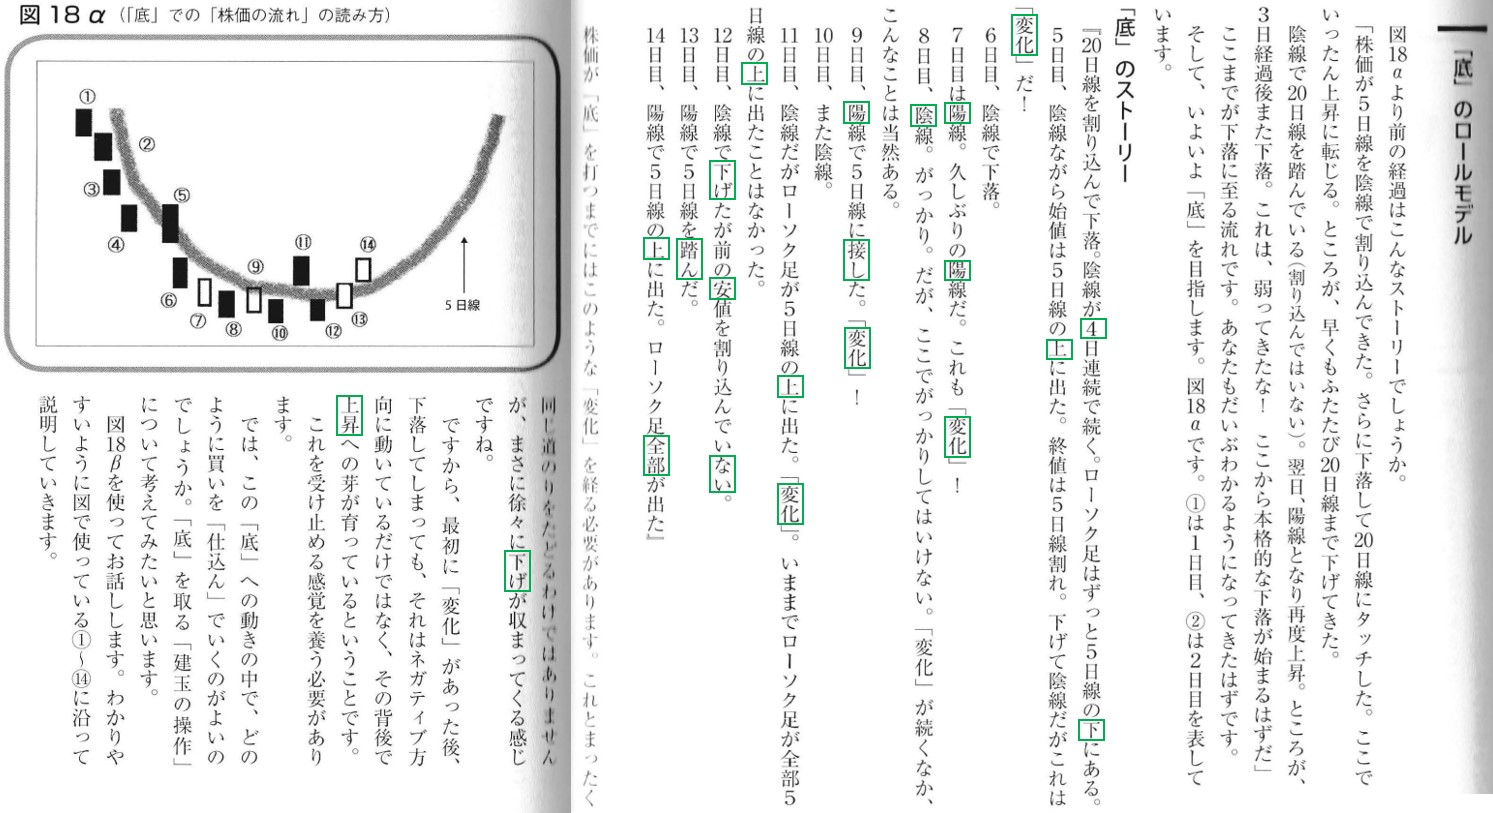 「底」のロールモデル
図18αより前の経過はこんなストーリーでしょうか。
「株価が5日線を陰線で割り込んできた。さらに下落して20日線にタッチした。ここで
いったん上昇に転じる。ところが、早くもふたたび20日線まで下げてきた。
陰線で20日線を踏んでいる（割り込んではいない）。翌日、陽線となり再度上昇。ところが、
3日経過後また下落。これは、弱ってきたな！　ここから本格的な下落が始まるはずだ」
ここまでが下落に至る流れです。あなたもだいぶわかるようになってきたはずです。
そして、いよいよ「底」を目指します。図18αです。①は1日目、②は2日目を表して
います。
「底」のストーリー
『20日線を割り込んで下落。陰線が4日連続で続く。ローソク足はずっと5日線の下にある。
5日目、陰線ながら始値は5日線の上に出た。終値は5日線割れ。下げて陰線だがこれは
「変化」だ！
6日目、陰線で下落。
7日目は陽線。久しぶりの陽線だ。これも「変化」！
8日目、陰線。がっかり。だが、ここでがっかりしてはいけない。「変化」が続くなか、
こんなことは当然ある。
9日目、陽線で5日線に接した。「変化」！
10日目、また陰線。
11日目、陰線だがローソク足が5日線の上に出た。「変化」。いままでローソク足が全部5
日線の上に出たことはなかった。
12日目、陰線で下げたが前の安値を割り込んでいない。
13日目、陽線で5日線を踏んだ。
14日目、陽線で5日線の上に出た。ローソク足全部が出た』
株価が「底」を打つまでにはこのような「変化」を経る必要があります。これとまったく
図18α（「底」での「株価の流れ」の読み方）
①
②
③
④
⑤
⑥
⑦
⑧
⑨
⑩
⑪
⑫
⑬
⑭
5日線
同じ道のりをたどるわけではありません
が、まさに徐々に下げが収まってくる感じ
ですね。
ですから、最初に「変化」があった後、
下落してしまっても、それはネガティブ方
向に動いているだけではなく、その背後で
上昇への芽が育っているということです。
これを受け止める感覚を養う必要があり
ます。
では、この「底」への動きの中で、どの
ように買いを「仕込ん」でいくのがよいの
でしょうか。「底」を取る「建玉の操作」
について考えてみたいと思います。
図18βを使ってお話しします。わかりや
すいように図で使っている①〜⑭に沿って
説明していきます。